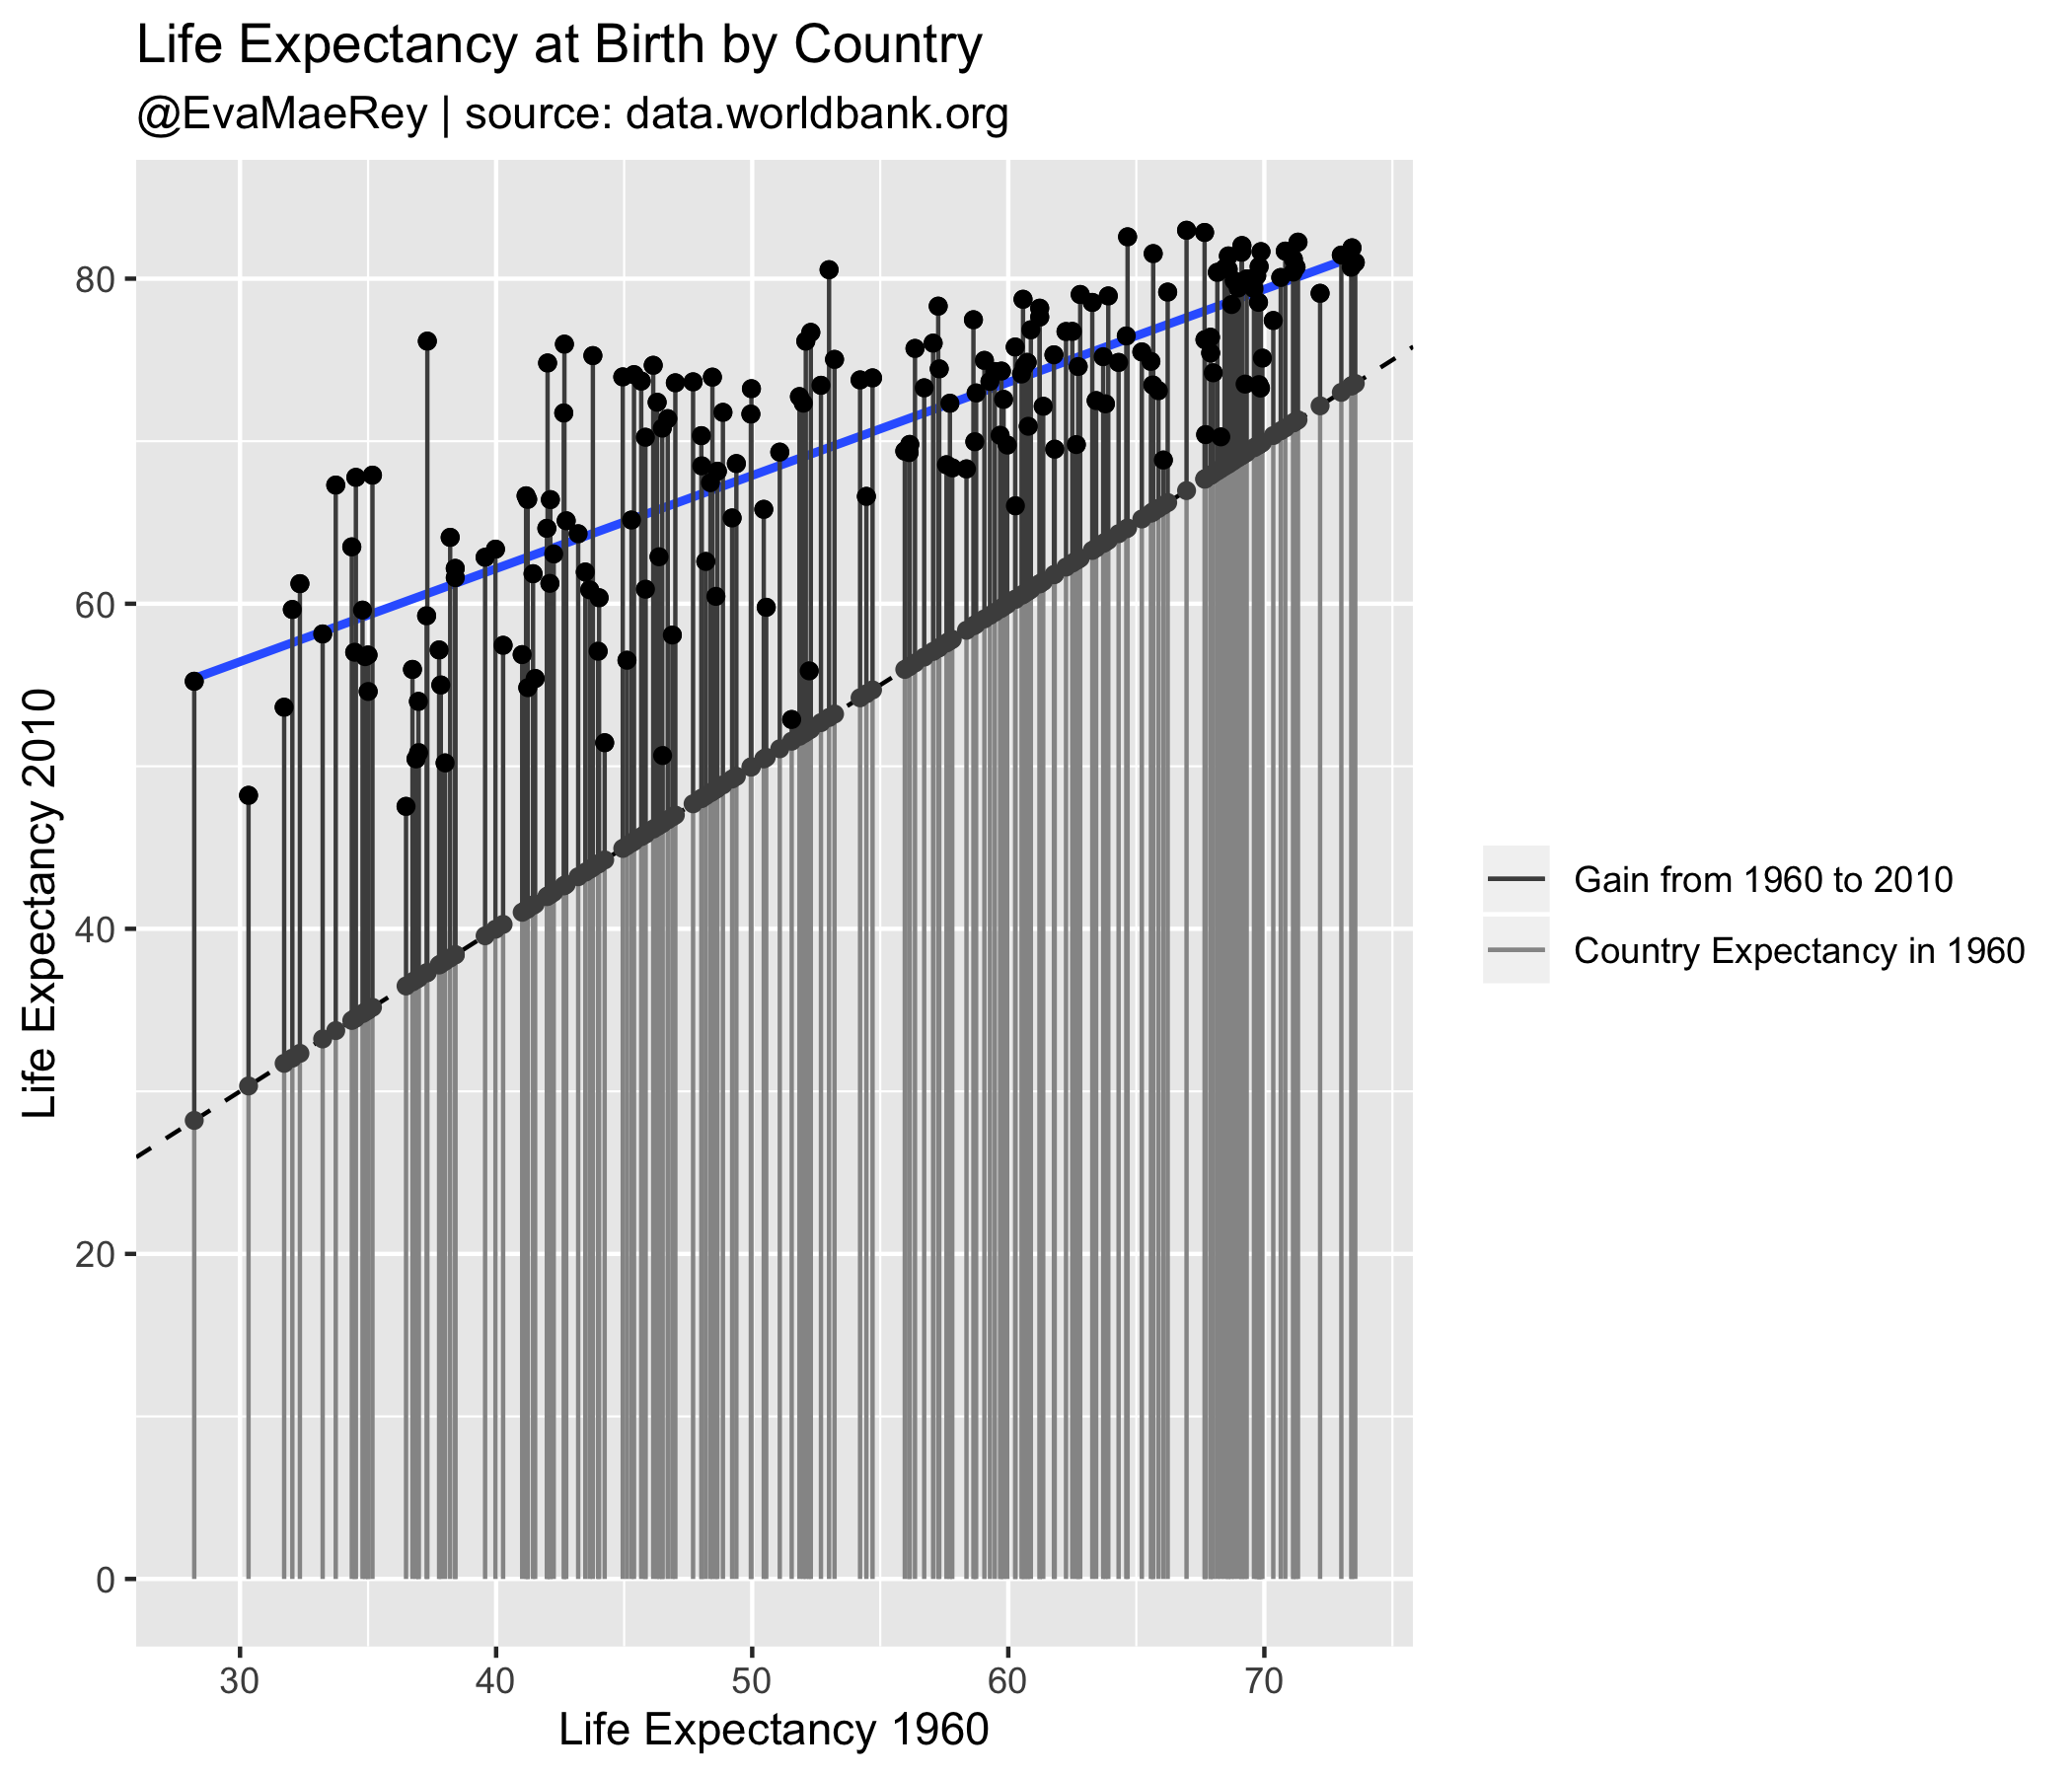 Life Expectancy at Birth by Country
@EvaMaeRey | source: data.worldbank.org
Life Expectancy 2010
80
60
40
20
0
30 40 50 60 70
Life Expectancy 1960
Gain from 1960 to 2010
Country Expectancy in 1960